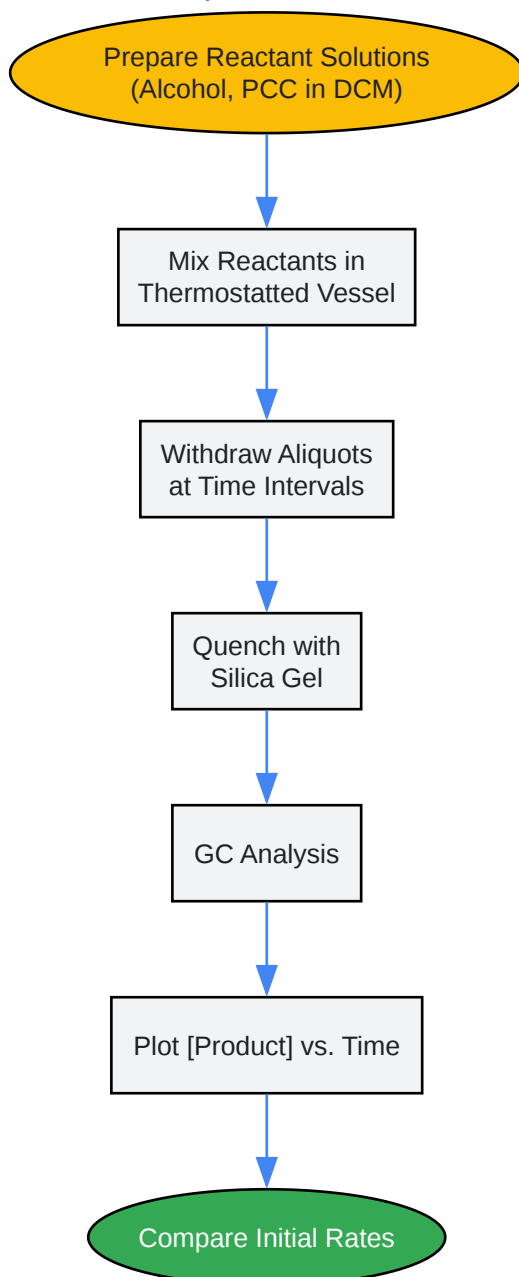 Prepare Reactant Solutions
(Alcohol, PCC in DCM)
Mix Reactants in
Thermostatted Vessel
Withdraw Aliquots
at Time Intervals
Quench with
Silica Gel
GC Analysis
Plot [Product] vs. Time
Compare Initial Rates